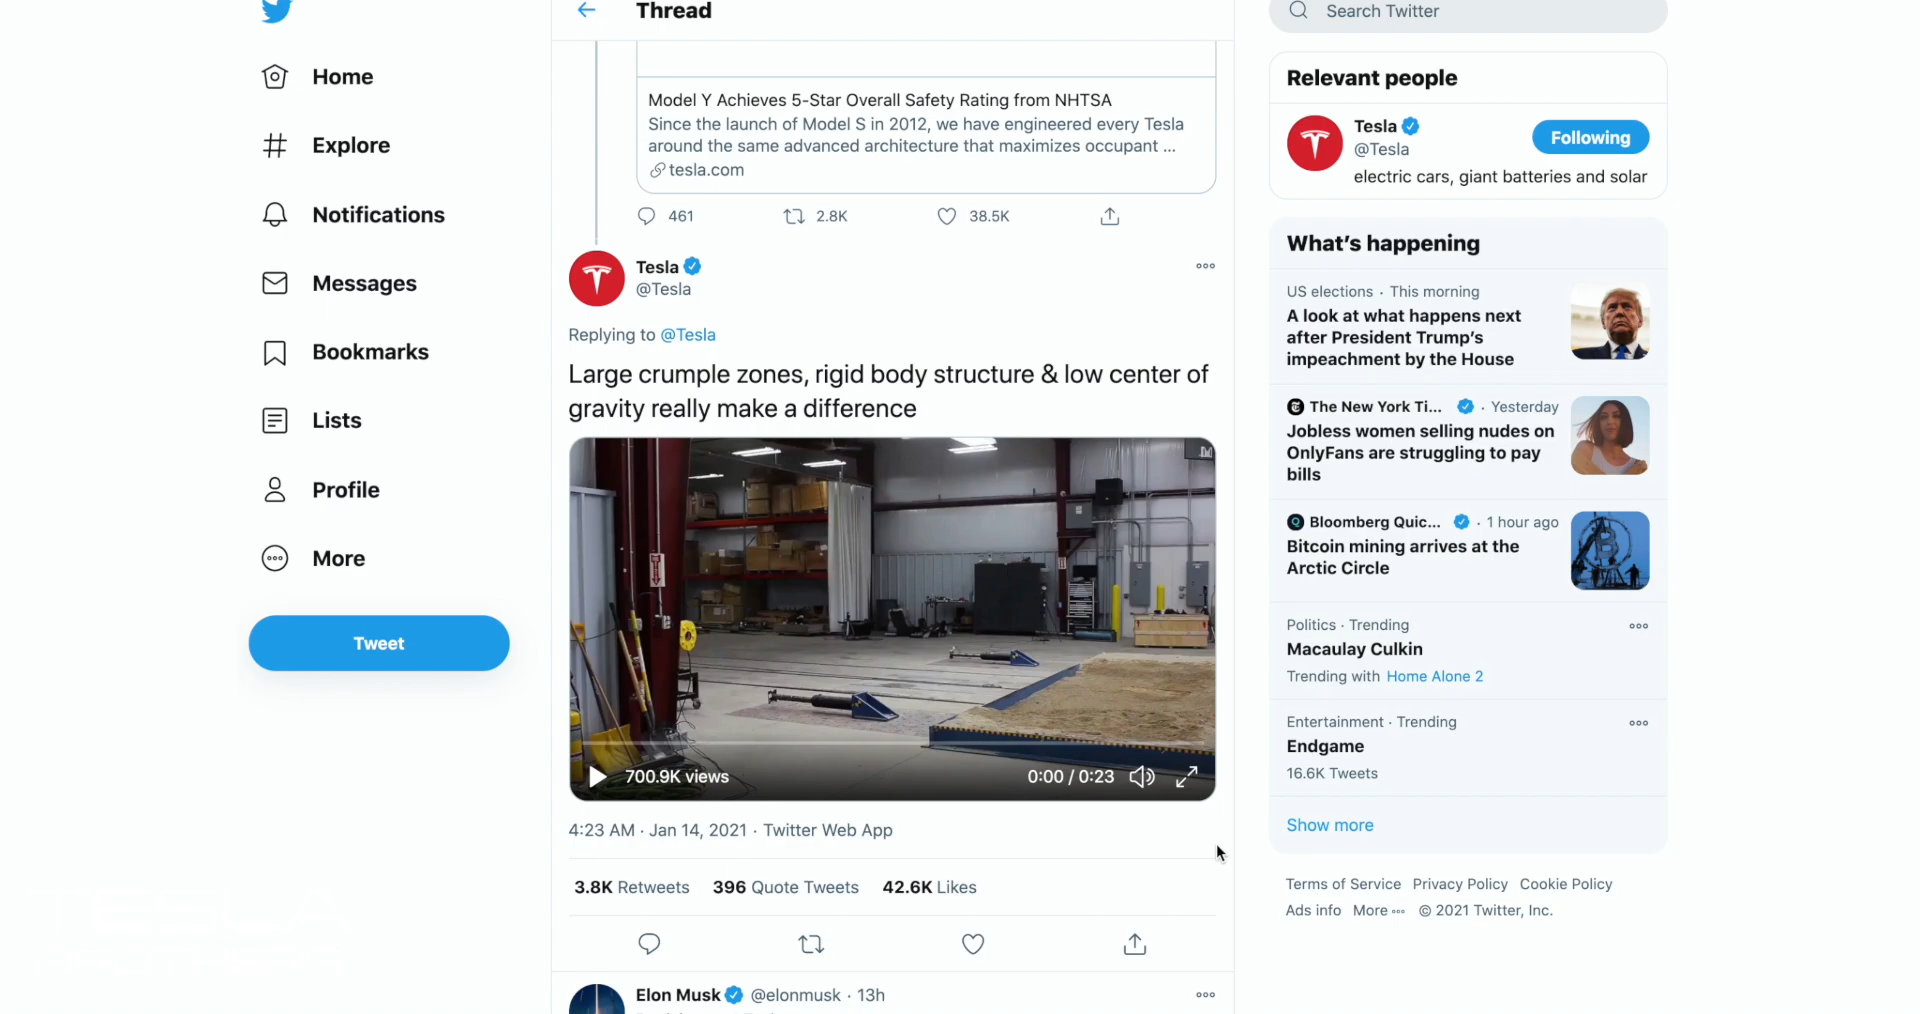 Home
Explore
Notifications
Messages
Bookmarks
Lists
Profile
More
Tweet
Thread
Model Y Achieves 5-Star Overall Safety Rating from NHTSA
Since the launch of Model S in 2012, we have engineered every Tesla
around the same advanced architecture that maximizes occupant ...
tesla.com
461 2.8K 38.5K
Tesla
@Tesla
Replying to @Tesla
Large crumple zones, rigid body structure & low center of
gravity really make a difference
700.9K views 0:00 / 0:23
4:23 AM · Jan 14, 2021 · Twitter Web App
3.8K Retweets 396 Quote Tweets 42.6K Likes
Elon Musk @elonmusk · 13h
Search Twitter
Relevant people
Tesla
@Tesla
Following
electric cars, giant batteries and solar
What's happening
US elections · This morning
A look at what happens next
after President Trump's
impeachment by the House
The New York Ti... · Yesterday
Jobless women selling nudes on
OnlyFans are struggling to pay
bills
Bloomberg Quic... · 1 hour ago
Bitcoin mining arrives at the
Arctic Circle
Politics · Trending
Macaulay Culkin
Trending with Home Alone 2
Entertainment · Trending
Endgame
16.6K Tweets
Show more
Terms of Service Privacy Policy Cookie Policy
Ads info More ••• © 2021 Twitter, Inc.